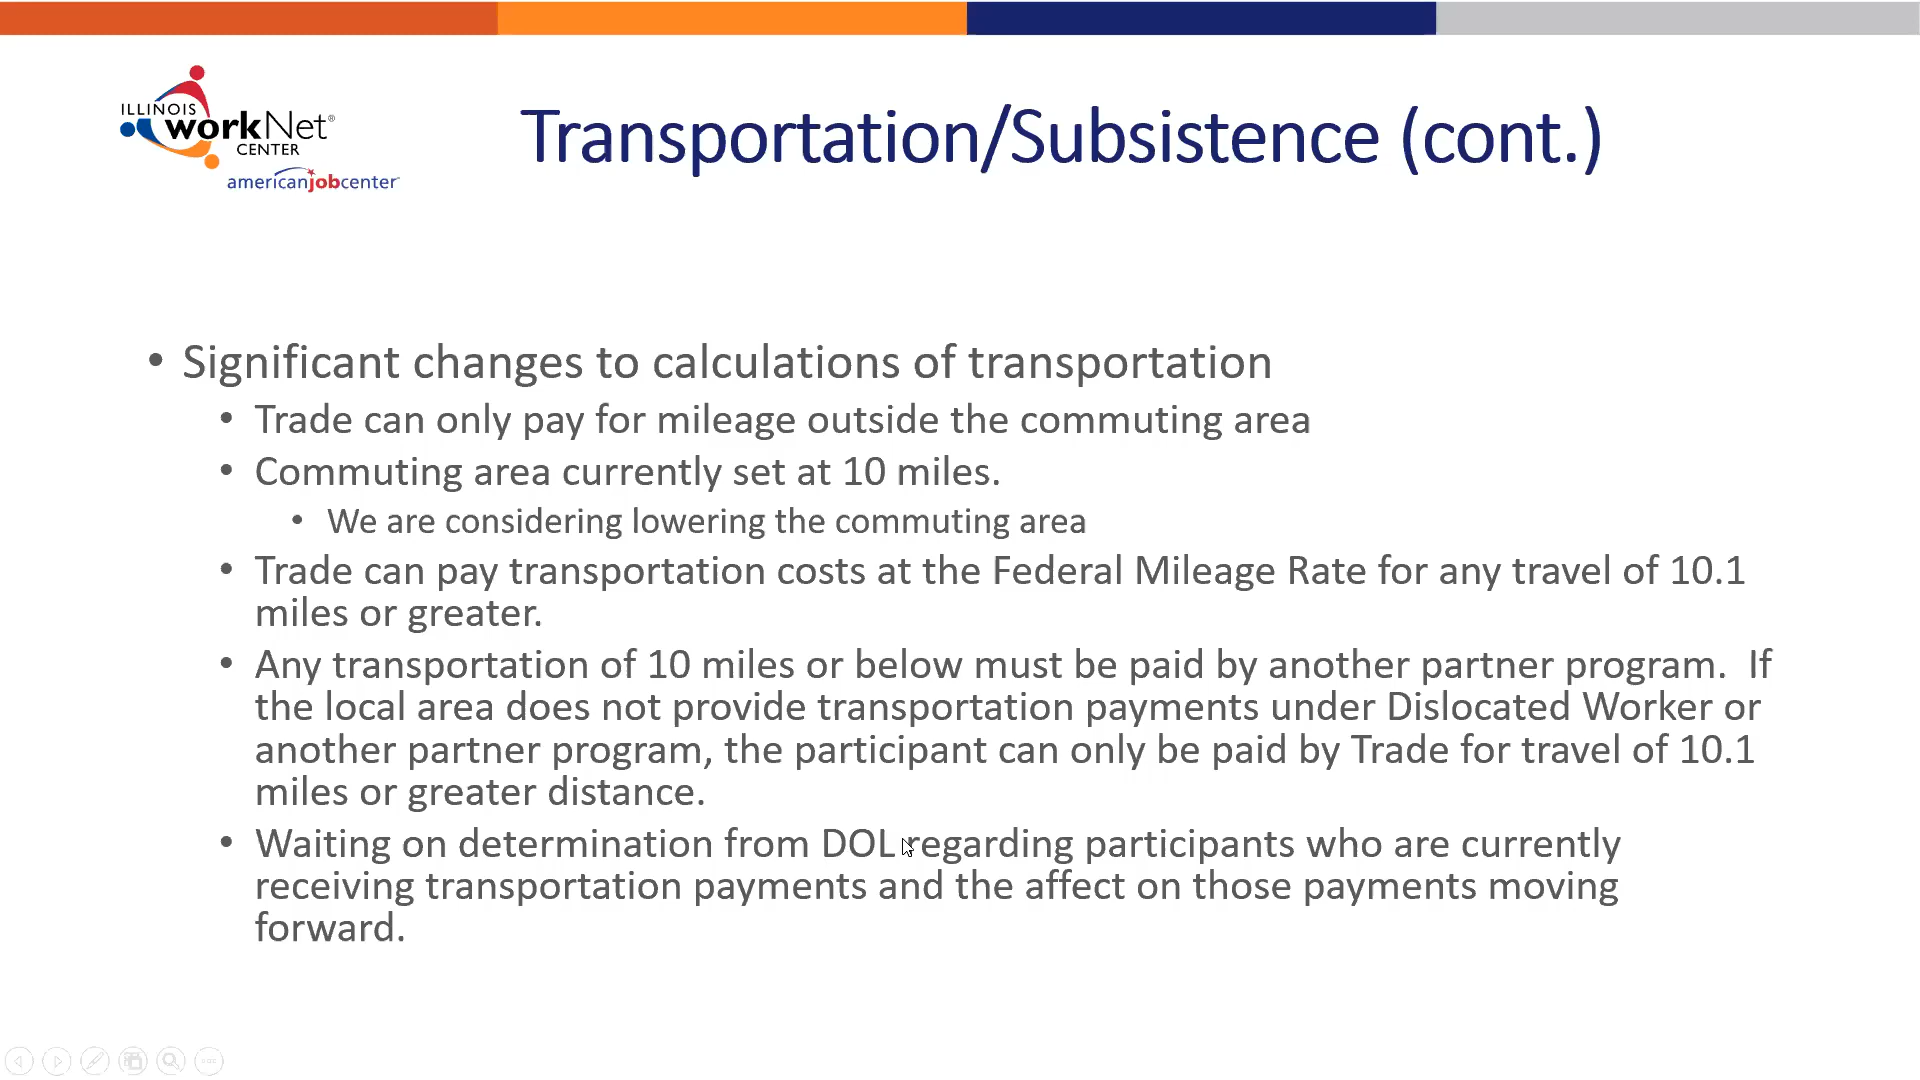 ILLINOIS
workNet®
CENTER
americanjobcenter™
Transportation/Subsistence (cont.)
• Significant changes to calculations of transportation
• Trade can only pay for mileage outside the commuting area
• Commuting area currently set at 10 miles.
• We are considering lowering the commuting area
• Trade can pay transportation costs at the Federal Mileage Rate for any travel of 10.1
miles or greater.
• Any transportation of 10 miles or below must be paid by another partner program.  If
the local area does not provide transportation payments under Dislocated Worker or
another partner program, the participant can only be paid by Trade for travel of 10.1
miles or greater distance.
• Waiting on determination from DOL regarding participants who are currently
receiving transportation payments and the affect on those payments moving
forward.